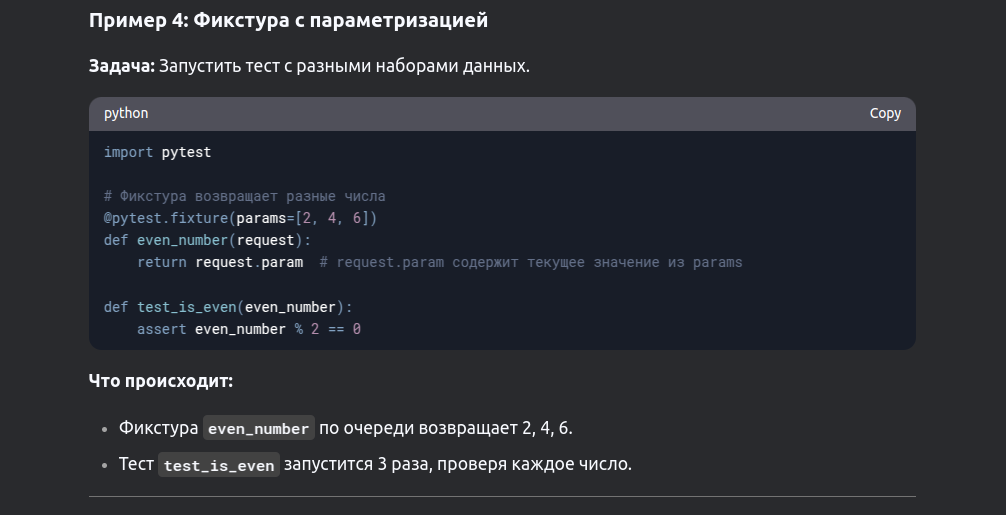 Пример 4: Фикстура с параметризацией
Задача: Запустить тест с разными наборами данных.
python
Copy
import pytest
# Фикстура возвращает разные числа
@pytest.fixture(params=[2, 4, 6])
def even_number(request):
    return request.param  # request.param содержит текущее значение из params
def test_is_even(even_number):
    assert even_number % 2 == 0
Что происходит:
• Фикстура even_number по очереди возвращает 2, 4, 6.
• Тест test_is_even запустится 3 раза, проверя каждое число.